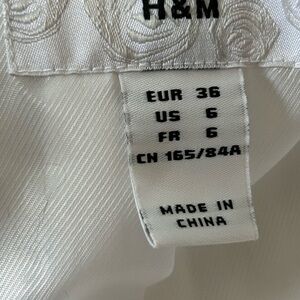 H&M
EUR 36
US 6
FR 6
CN 165/84A
MADE IN
CHINA